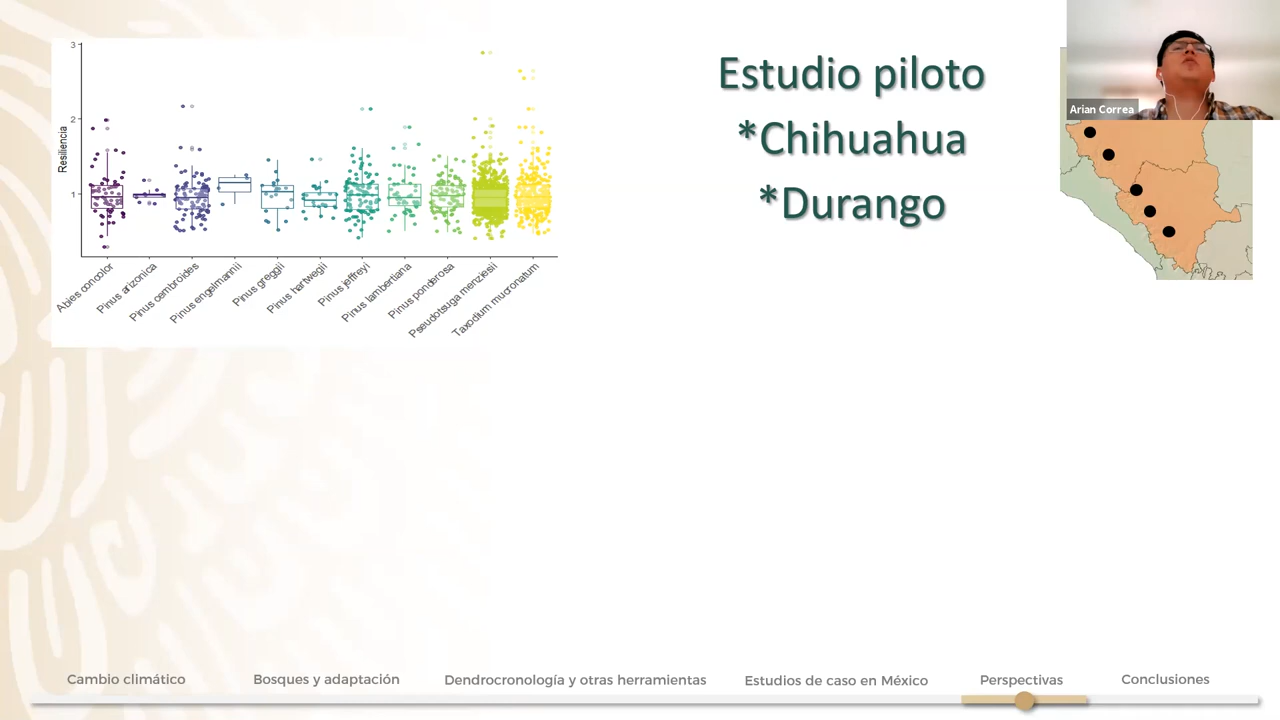 3
2
1
Resiliencia
Abies concolor
Pinus arizonica
Pinus cembroides
Pinus engelmannii
Pinus greggii
Pinus hartwegii
Pinus jeffreyi
Pinus lambertiana
Pinus ponderosa
Pseudotsuga menziesii
Taxodium mucronatum
Estudio piloto
*Chihuahua
*Durango
Arian Correa
Cambio climático
Bosques y adaptación
Dendrocronología y otras herramientas
Estudios de caso en México
Perspectivas
Conclusiones